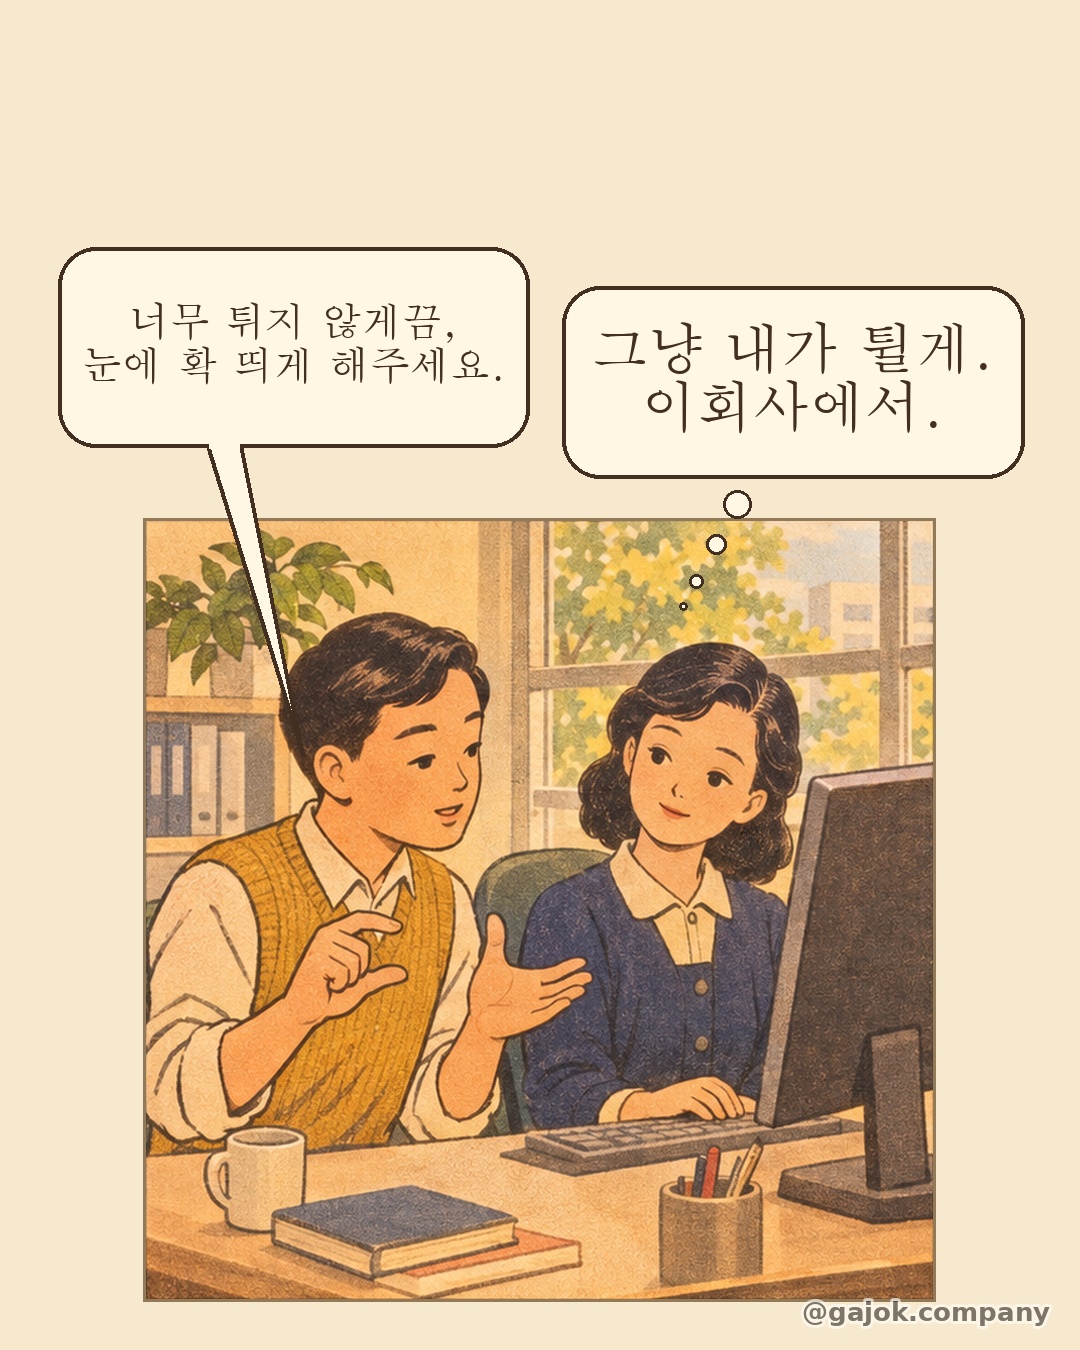 너무 튀지 않게끔,
눈에 확 띄게 해주세요.
그냥 내가 튈게.
이회사에서.
@gajok.company